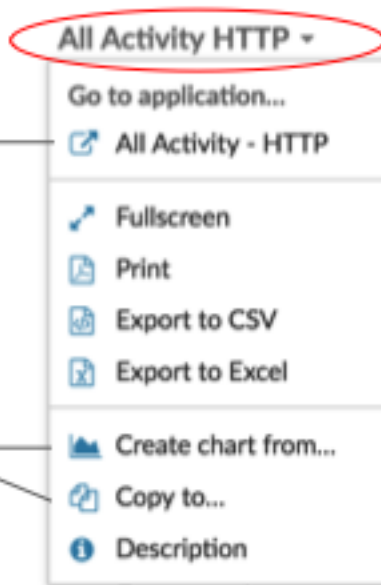 All Activity HTTP
Go to application...
All Activity - HTTP
Fullscreen
Print
Export to CSV
Export to Excel
Create chart from...
Copy to...
Description